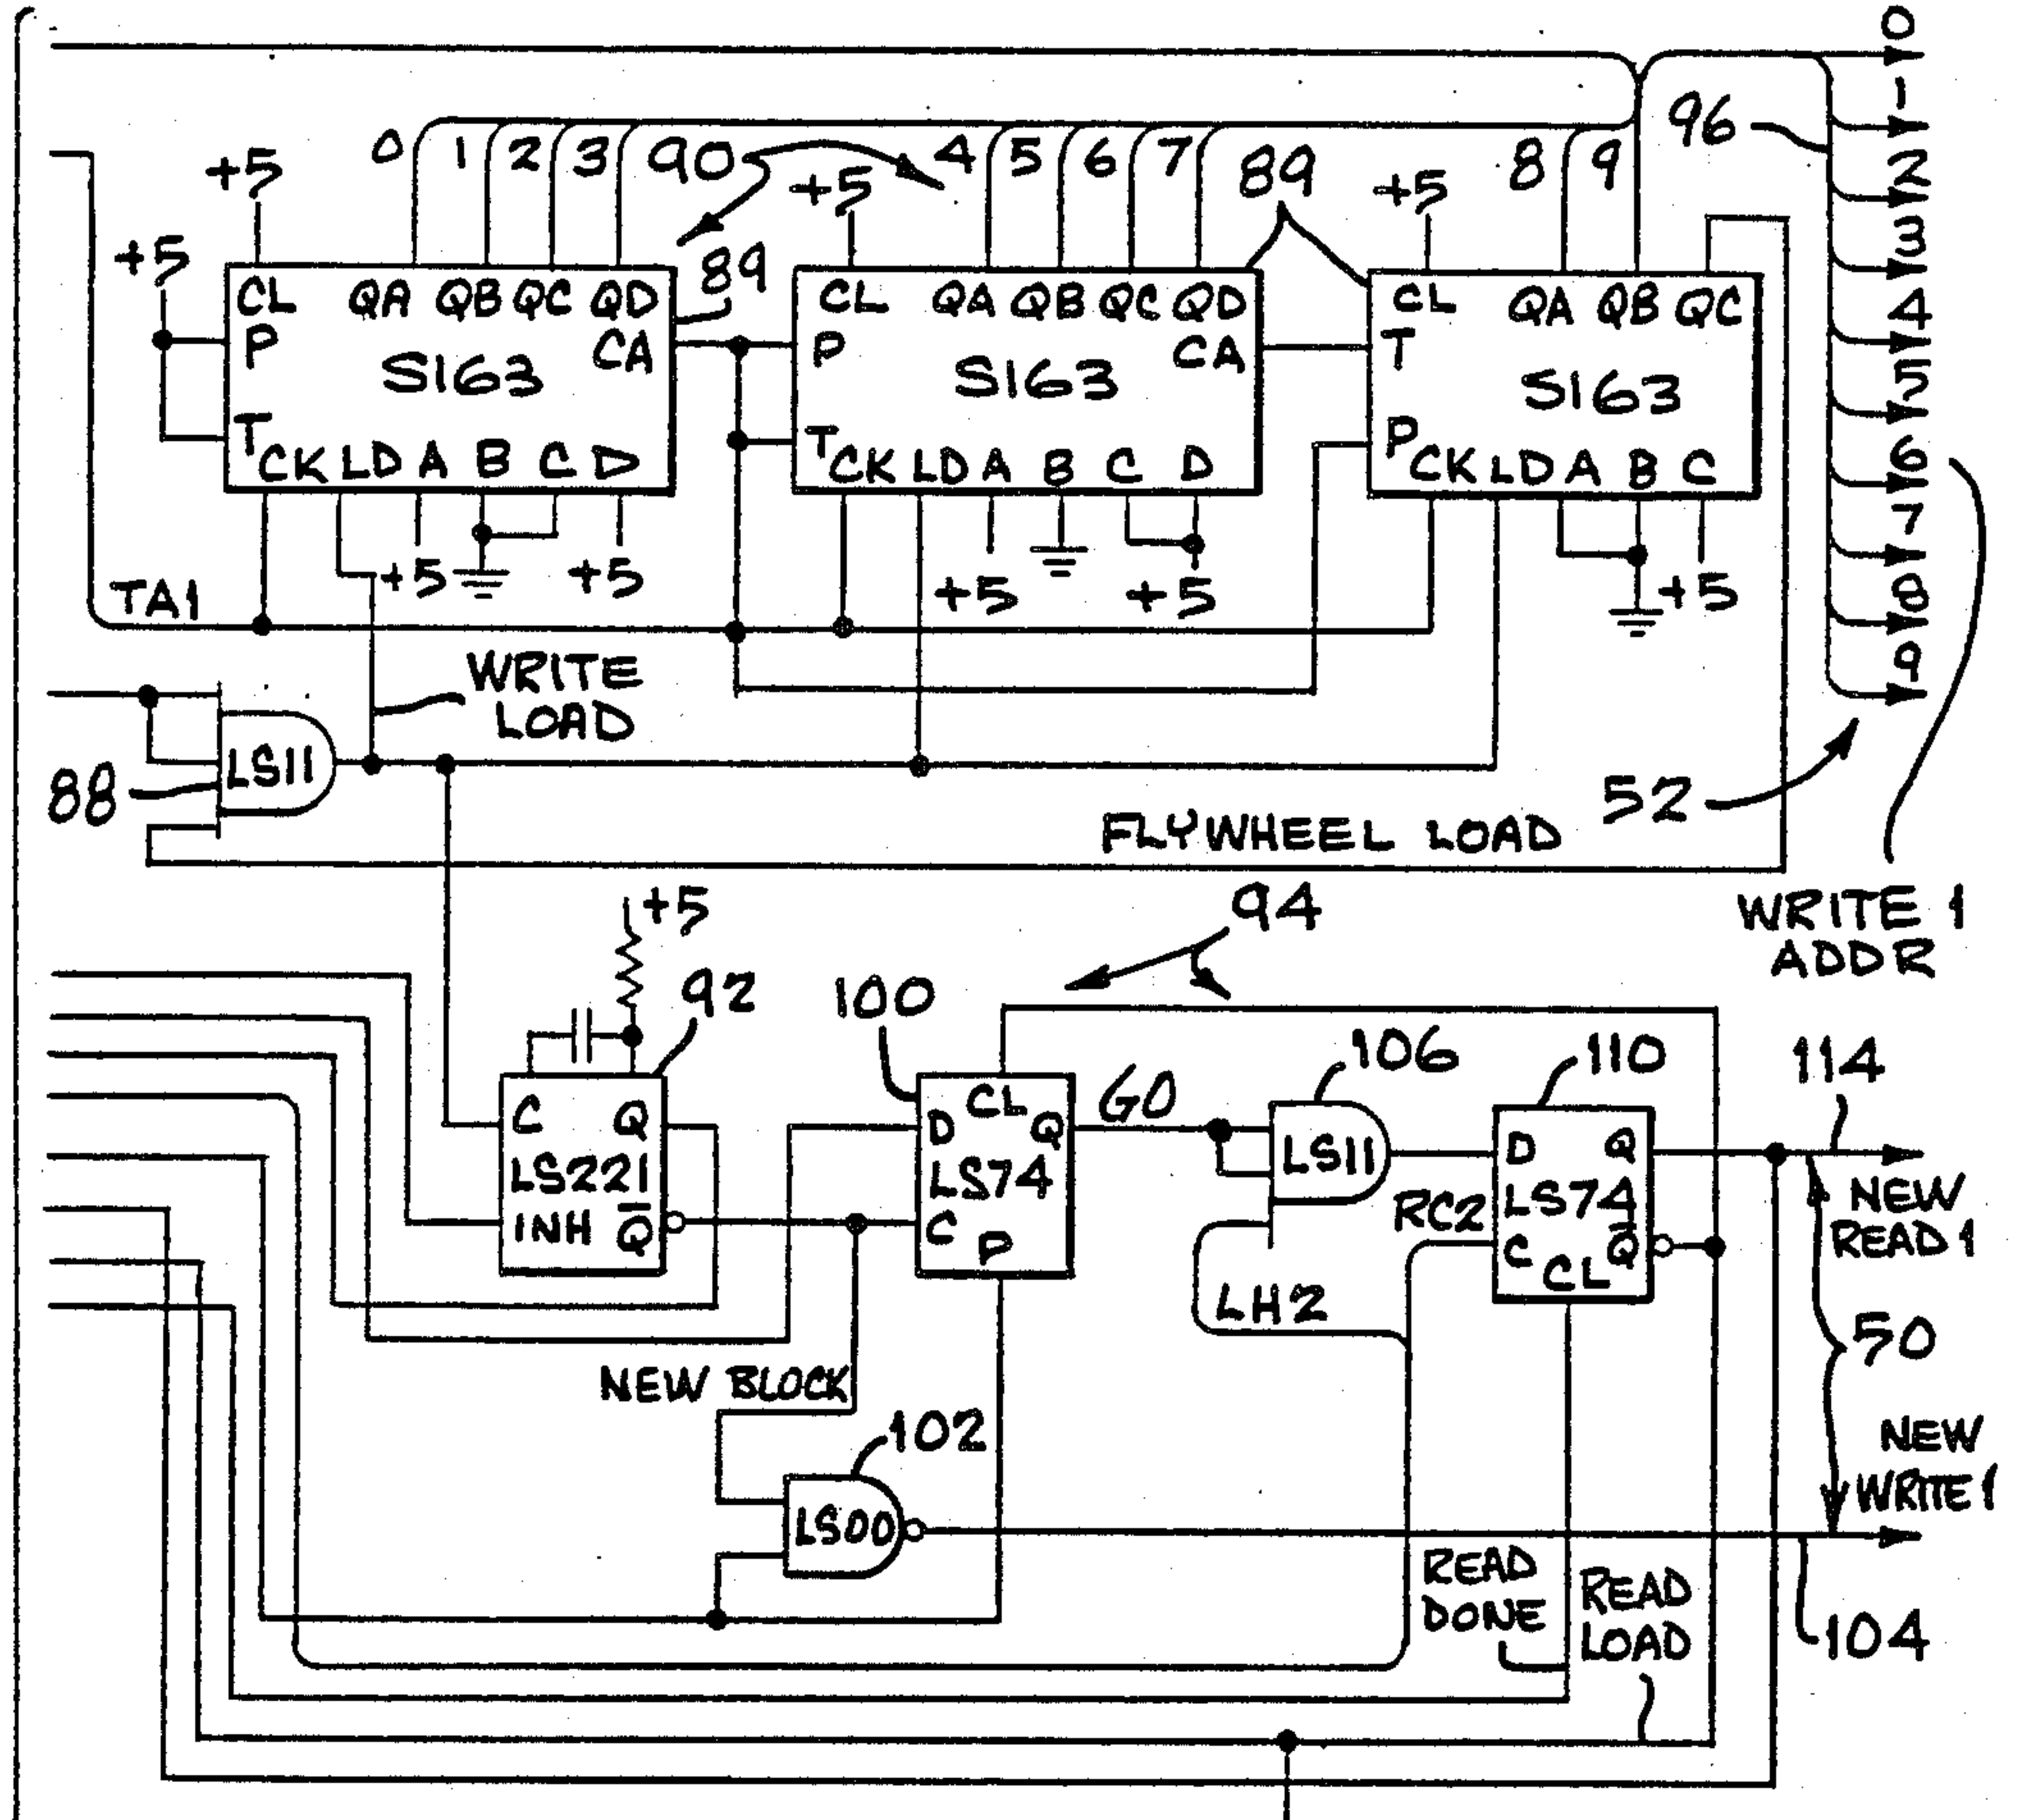 0
1
2
3
4
5
6
7
8
9
96
0 1 2 3 90 4 5 6 7 89 8 9
+5 +5 +5
+5
89
CL QA QB QC QD
P CA
S163
T
CK LD A B C D
CL QA QB QC QD
P CA
S163
T
CK LD A B C D
CL QA QB QC
T
S163
P
CK LD A B C
+5 +5
+5 +5
+5
TA1
WRITE
LOAD
LS11
88
52
FLYWHEEL LOAD
WRITE 1
ADDR
+5
94
92
100
106
110
114
C Q
LS221
INH Q̅
CL
D Q
LS74
C P
GO
LS11
RC2
LH2
D Q
LS74
C Q̅
CL
NEW
READ 1
50
NEW BLOCK
102
LS00
NEW
WRITE 1
READ
DONE
READ
LOAD
104